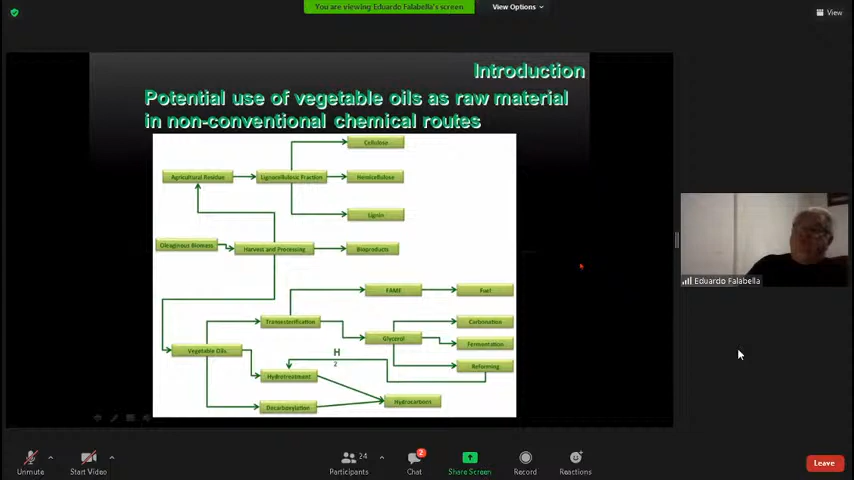 You are viewing Eduardo Falabella's screen
View Options
View
Introduction
Potential use of vegetable oils as raw material
in non-conventional chemical routes
Cellulose
Agricultural Residue
Lignocellulosic Fraction
Hemicellulose
Lignin
Oleaginous Biomass
Harvest and Processing
Bioproducts
FAME
Fuel
Transesterification
Carbonation
Glycerol
Fermentation
Vegetable Oils
H
2
Reforming
Hydrotreatment
Hydrocarbons
Decarboxylation
Eduardo Falabella
Unmute
Start Video
24
Participants
2
Chat
Share Screen
Record
Reactions
Leave